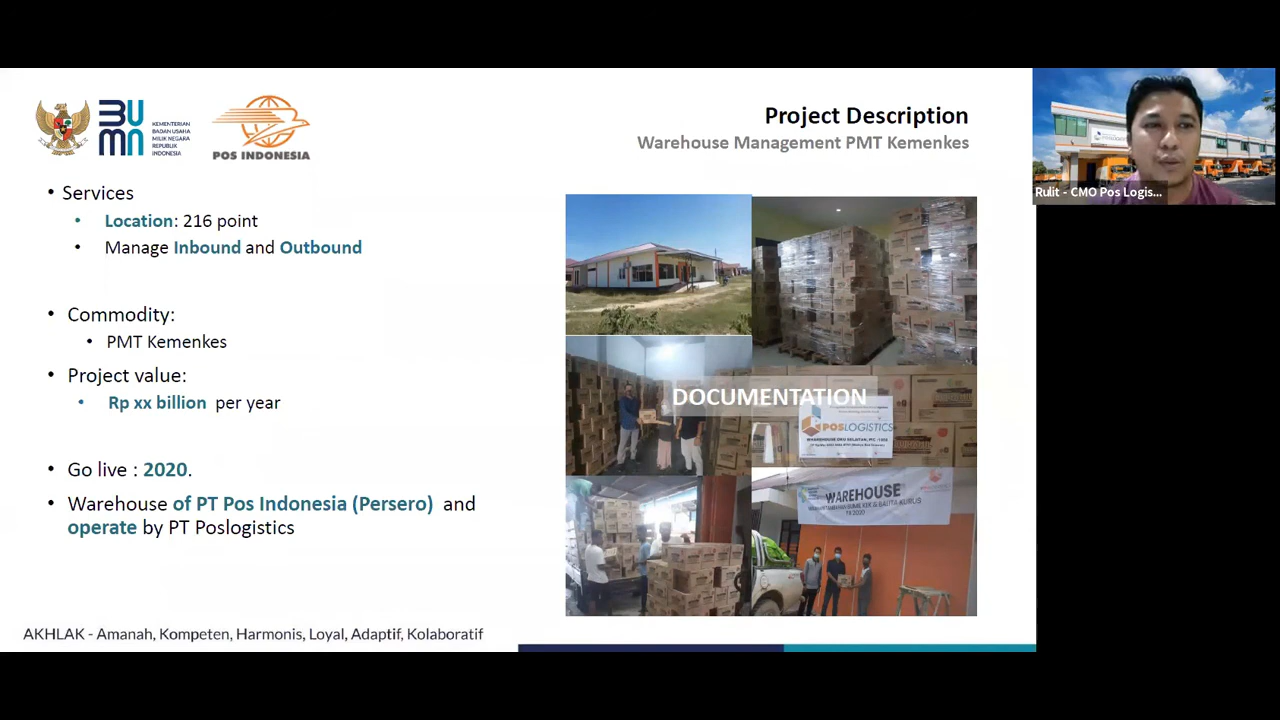 BUMN
KEMENTERIAN
BADAN USAHA
MILIK NEGARA
REPUBLIK
INDONESIA
POS INDONESIA
Project Description
Warehouse Management PMT Kemenkes
Rulit - CMO Pos Logis...
• Services
• Location: 216 point
• Manage Inbound and Outbound
• Commodity:
• PMT Kemenkes
• Project value:
• Rp xx billion per year
• Go live : 2020.
• Warehouse of PT Pos Indonesia (Persero) and
operate by PT Poslogistics
DOCUMENTATION
POSLOGISTICS
WAREHOUSE
TH 2020
AKHLAK - Amanah, Kompeten, Harmonis, Loyal, Adaptif, Kolaboratif